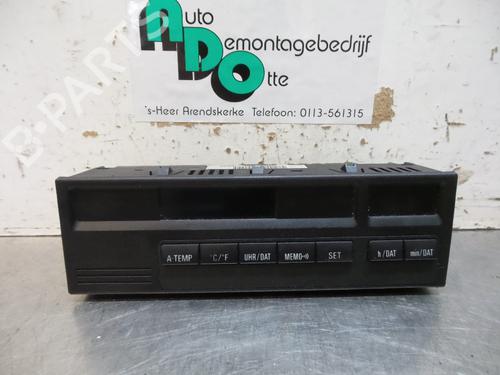 Auto
Demontagebedrijf
Otte
's-Heer Arendskerke Telefoon: 0113-561315
B-PARTS
A·TEMP °C/°F UHR/DAT MEMO SET h/DAT min/DAT